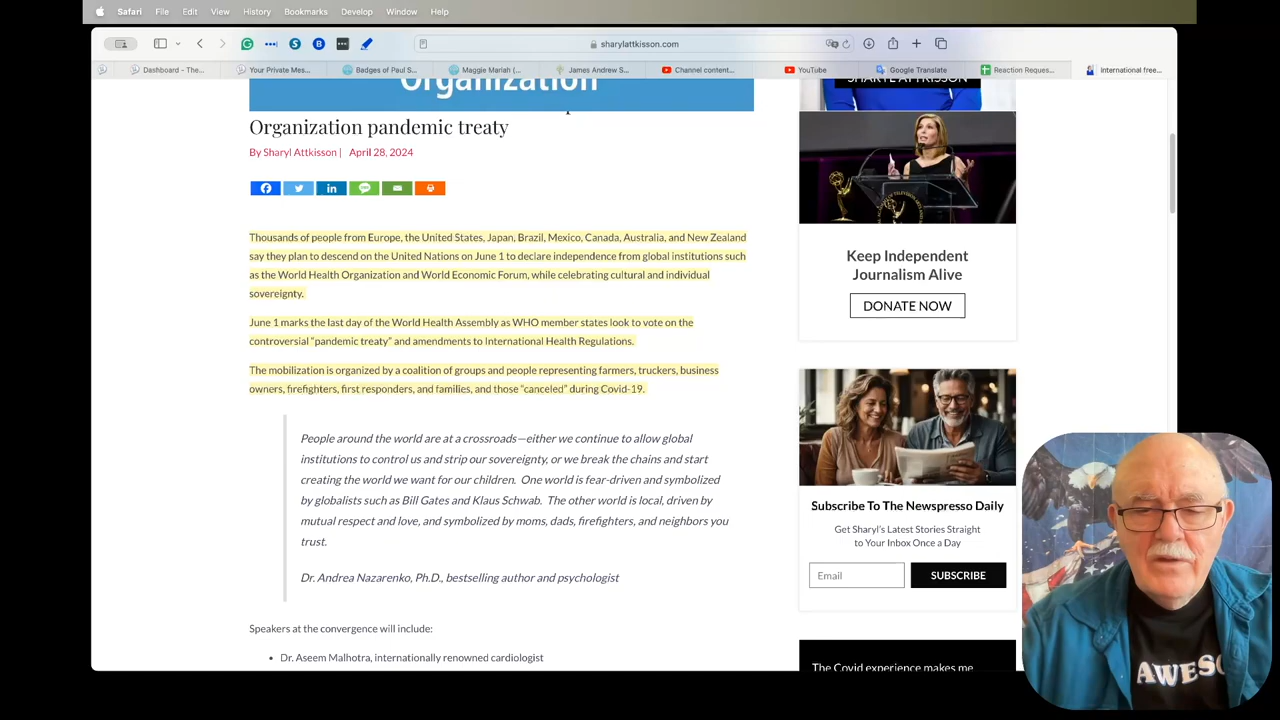 Safari File Edit View History Bookmarks Develop Window Help
sharylattkisson.com
Dashboard - The... Your Private Mes... Badges of Paul S... Maggie Mariah (... James Andrew S... Channel content... YouTube Google Translate Reaction Reques... International free...
Organization
SHARYL ATTKISSON
Organization pandemic treaty
By Sharyl Attkisson | April 28, 2024
Thousands of people from Europe, the United States, Japan, Brazil, Mexico, Canada, Australia, and New Zealand
say they plan to descend on the United Nations on June 1 to declare independence from global institutions such
as the World Health Organization and World Economic Forum, while celebrating cultural and individual
sovereignty.
June 1 marks the last day of the World Health Assembly as WHO member states look to vote on the
controversial “pandemic treaty” and amendments to International Health Regulations.
The mobilization is organized by a coalition of groups and people representing farmers, truckers, business
owners, firefighters, first responders, and families, and those “canceled” during Covid-19.
People around the world are at a crossroads—either we continue to allow global
institutions to control us and strip our sovereignty, or we break the chains and start
creating the world we want for our children. One world is fear-driven and symbolized
by globalists such as Bill Gates and Klaus Schwab. The other world is local, driven by
mutual respect and love, and symbolized by moms, dads, firefighters, and neighbors you
trust.
Dr. Andrea Nazarenko, Ph.D., bestselling author and psychologist
Speakers at the convergence will include:
• Dr. Aseem Malhotra, internationally renowned cardiologist
Keep Independent
Journalism Alive
DONATE NOW
Subscribe To The Newspresso Daily
Get Sharyl's Latest Stories Straight
to Your Inbox Once a Day
Email SUBSCRIBE
The Covid experience makes me
AWESO